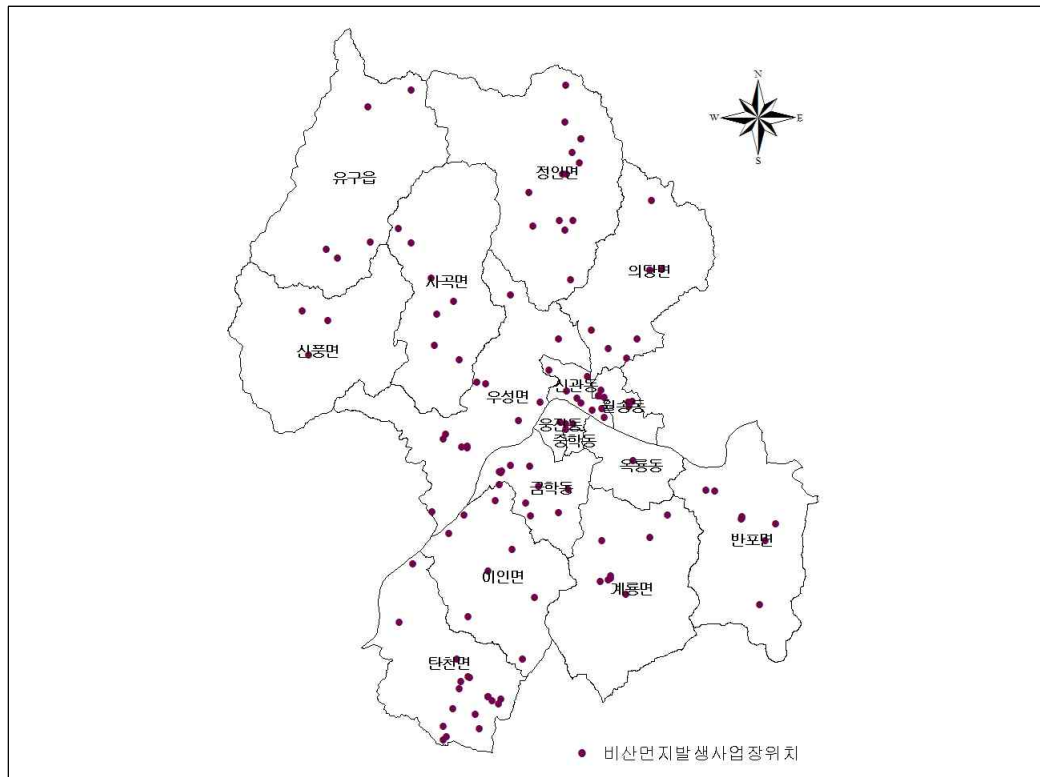 N
W
E
S
유구읍
정안면
의당면
사곡면
신풍면
신관동
우성면
월송동
웅진동
중학동
옥룡동
금학동
반포면
이인면
계룡면
탄천면
비산먼지발생사업장위치